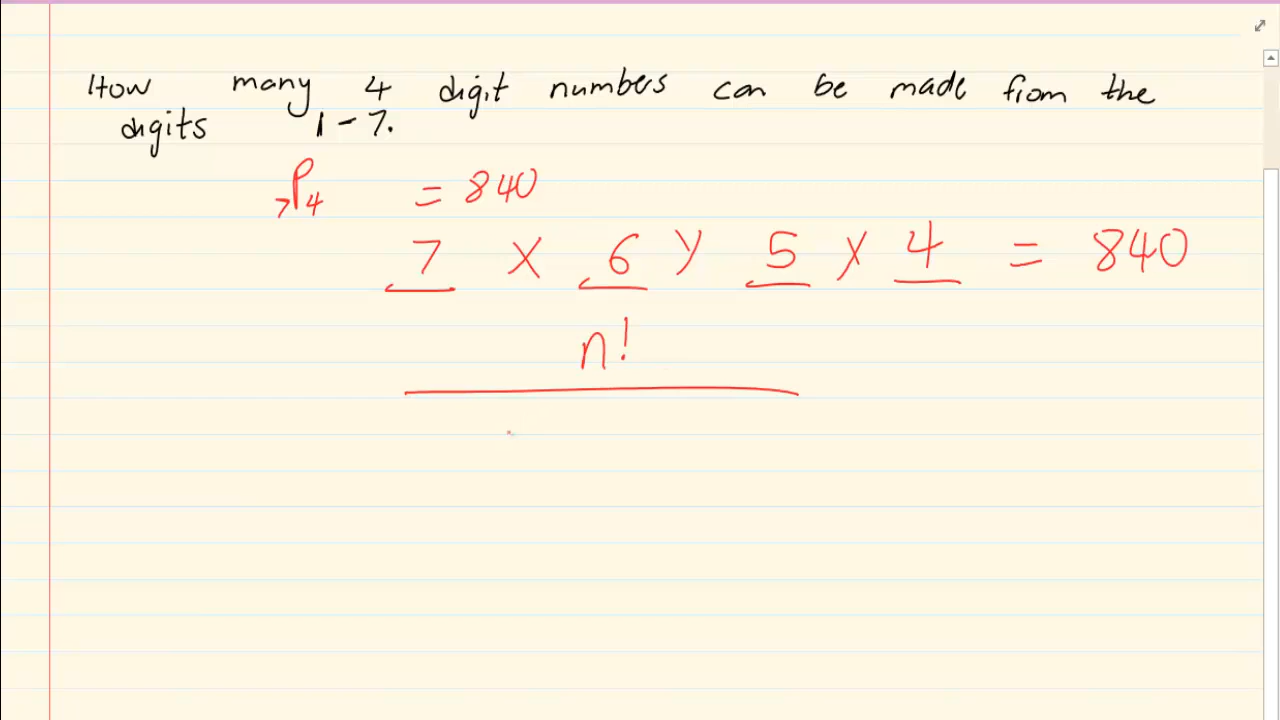 How many 4 digit numbers can be made from the
digits 1 - 7.
₇P₄ = 840
7 x 6 x 5 x 4 = 840
n!